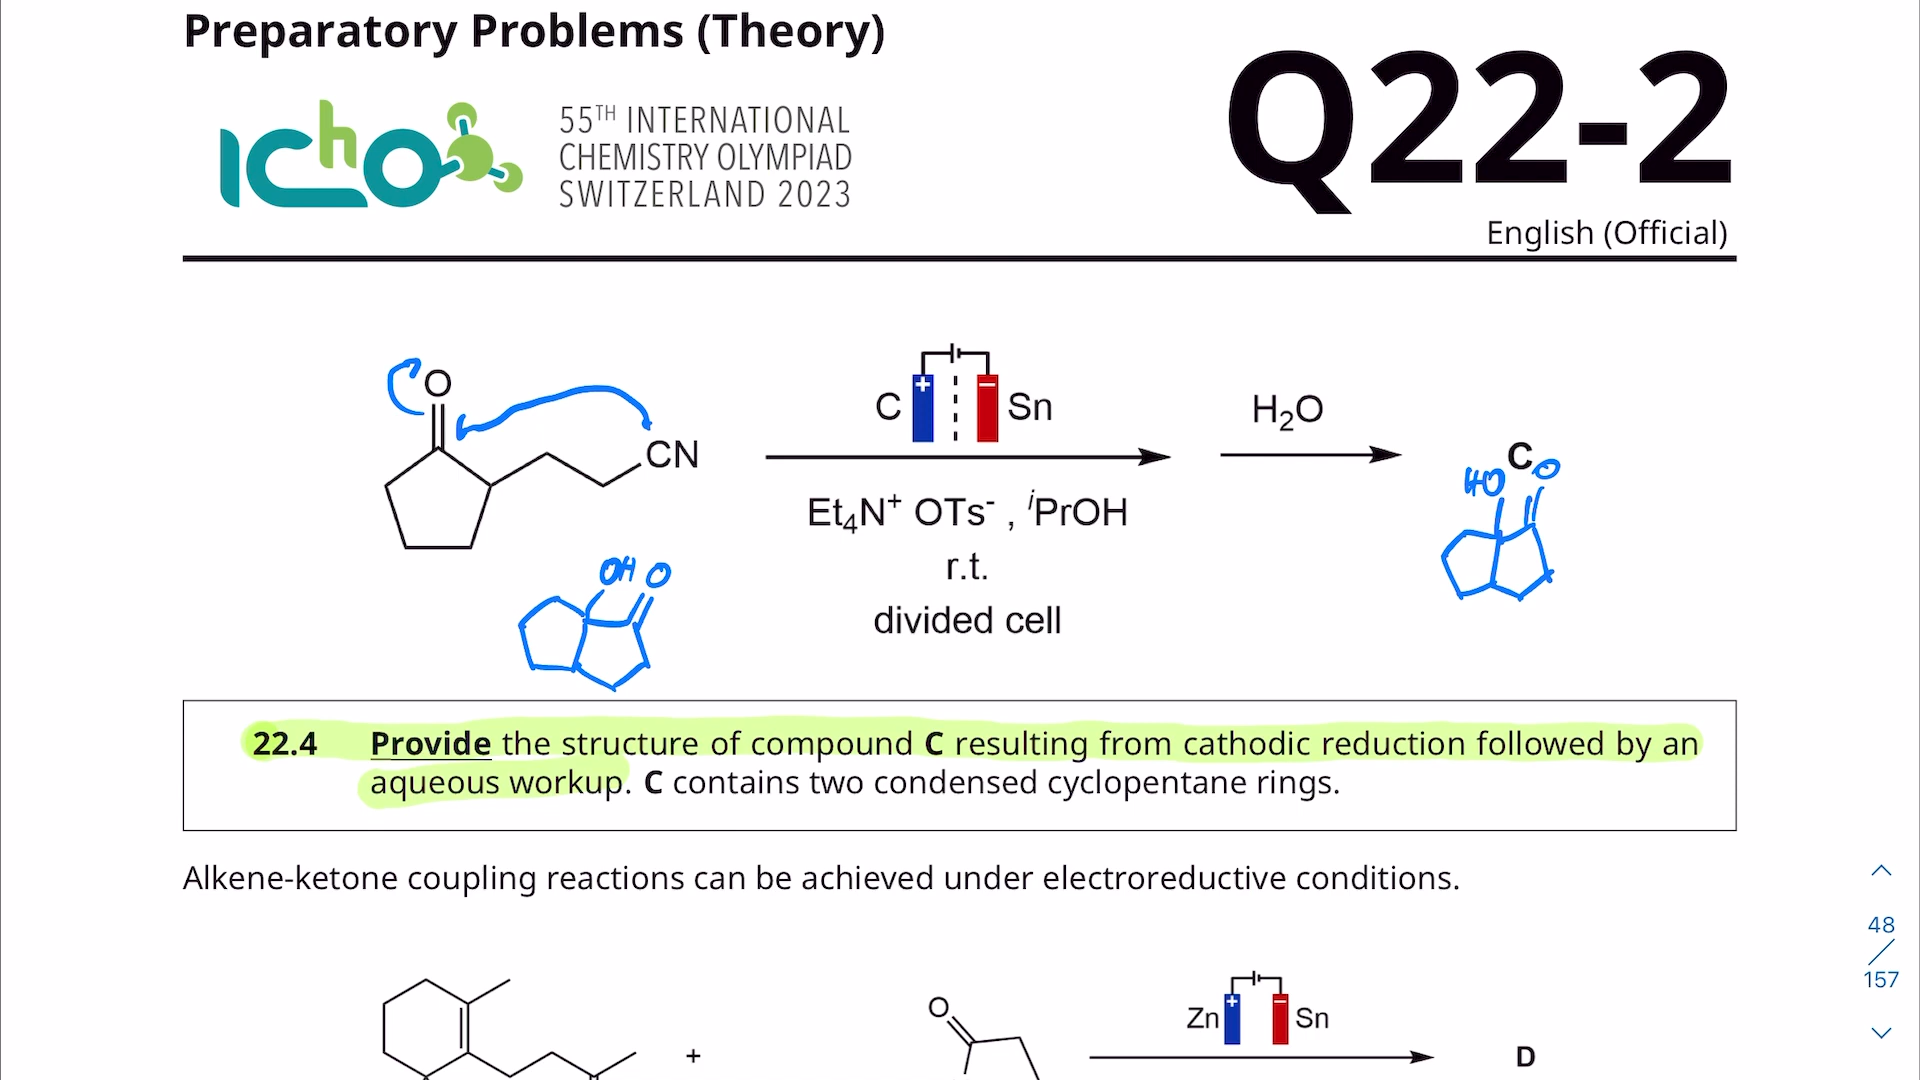 Preparatory Problems (Theory)
IChO
55TH INTERNATIONAL
CHEMISTRY OLYMPIAD
SWITZERLAND 2023
Q22-2
English (Official)
O
CN
C + − Sn
Et4N+ OTs- , iPrOH
r.t.
divided cell
H2O
C
HO O
OH O
22.4 Provide the structure of compound C resulting from cathodic reduction followed by an
aqueous workup. C contains two condensed cyclopentane rings.
Alkene-ketone coupling reactions can be achieved under electroreductive conditions.
48
157
+
O
Zn + − Sn
D